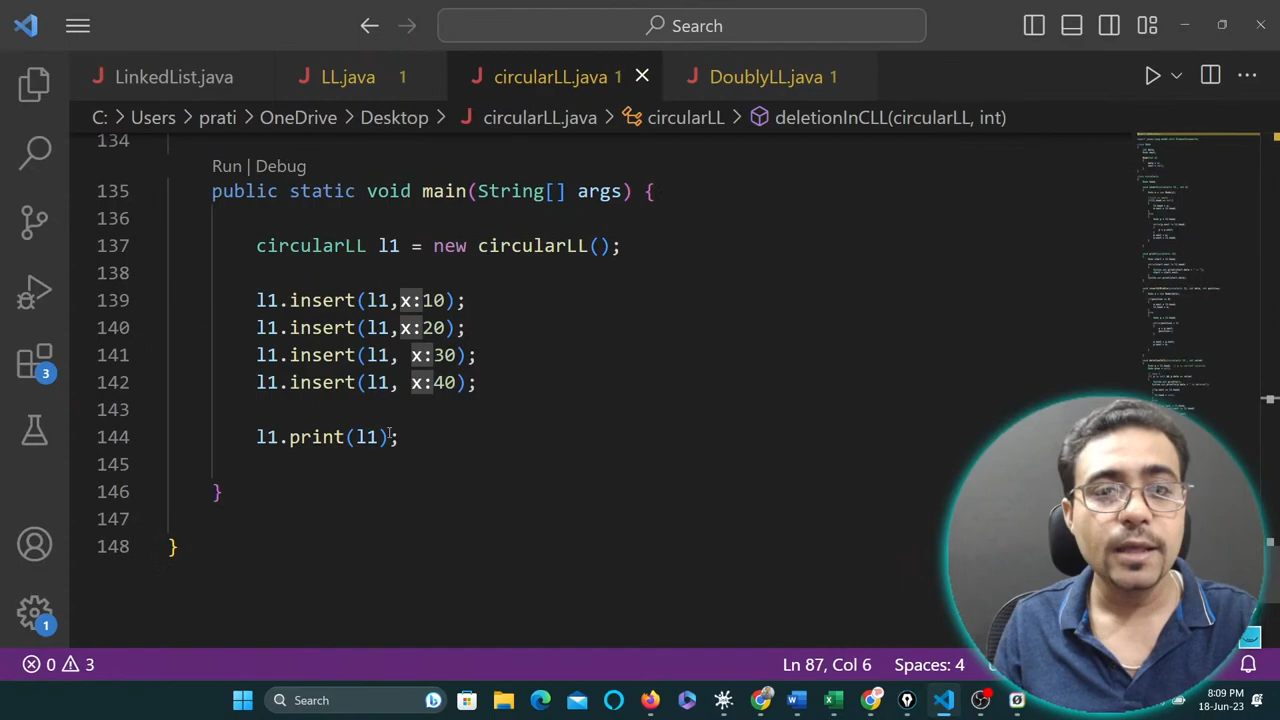 Search
LinkedList.java
LL.java 1
circularLL.java 1
DoublyLL.java 1
C: Users prati OneDrive Desktop circularLL.java circularLL deletionInCLL(circularLL, int)
134
Run | Debug
135 public static void main(String[] args) {
136
137 circularLL l1 = new circularLL();
138
139 l1.insert(l1,x:10);
140 l1.insert(l1,x:20);
141 l1.insert(l1, x:30);
142 l1.insert(l1, x:40);
143
144 l1.print(l1);
145
146 }
147
148 }
3
1
0 3
Ln 87, Col 6 Spaces: 4
Search
8:09 PM
18-Jun-23